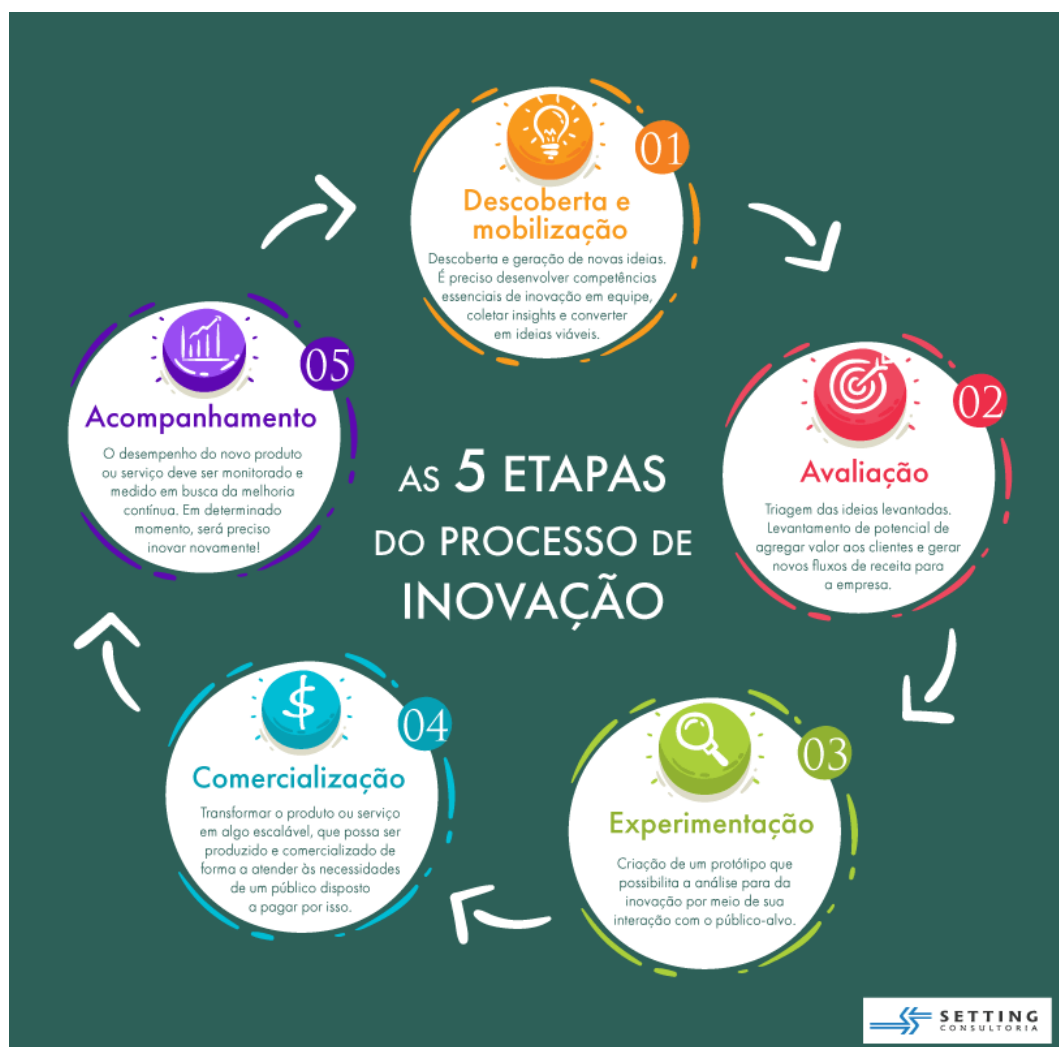 01
Descoberta e
mobilização
Descoberta e geração de novas ideias.
É preciso desenvolver competências
essenciais de inovação em equipe,
coletar insights e converter
em ideias viáveis.
02
Avaliação
Triagem das ideias levantadas.
Levantamento de potencial de
agregar valor aos clientes e gerar
novos fluxos de receita para
a empresa.
03
Experimentação
Criação de um protótipo que
possibilita a análise para da
inovação por meio de sua
interação com o público-alvo.
04
$
Comercialização
Transformar o produto ou serviço
em algo escalável, que possa ser
produzido e comercializado de
forma a atender às necessidades
de um público disposto
a pagar por isso.
05
Acompanhamento
O desempenho do novo produto
ou serviço deve ser monitorado e
medido em busca da melhoria
contínua. Em determinado
momento, será preciso
inovar novamente!
AS 5 ETAPAS
DO PROCESSO DE
INOVAÇÃO
SETTING
CONSULTORIA